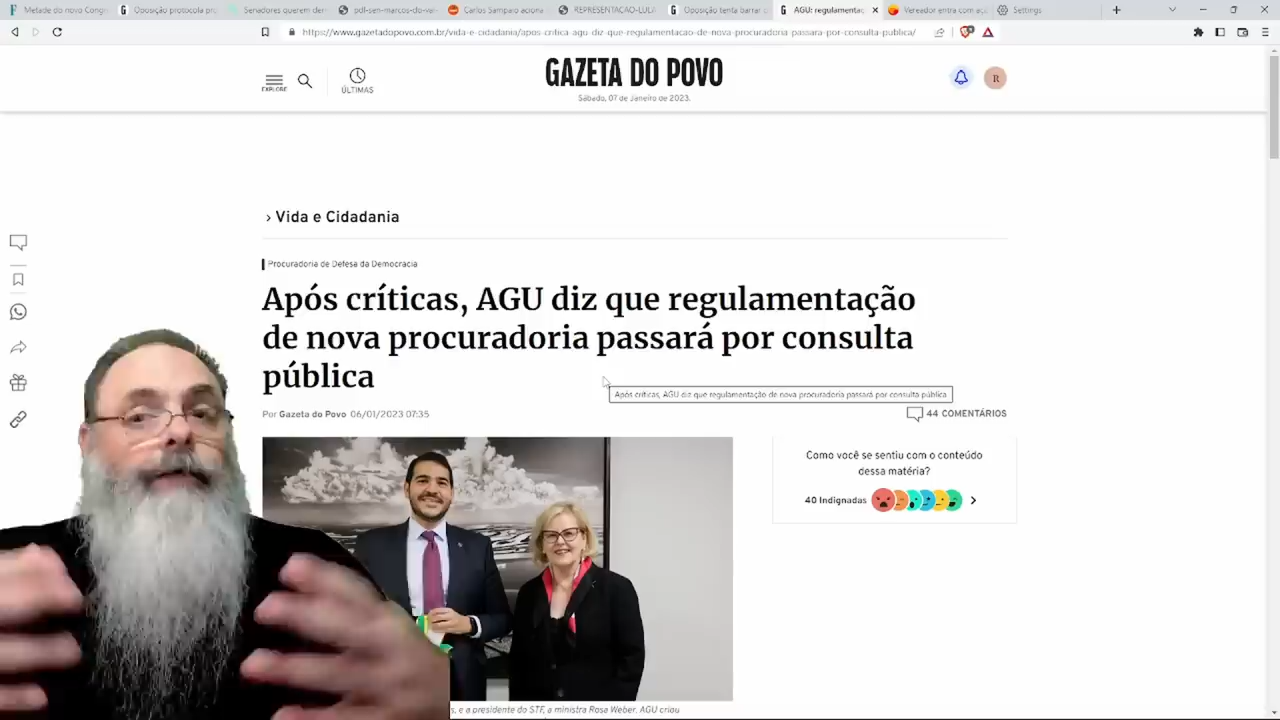 Metade do novo Cong
Oposição protocola pro
Senadores querem der
pdl-sen-marcos-do-val-
Carlos Sampaio aciona
REPRESENTACAO-LULA
Oposição tenta barrar o
AGU: regulamentaç
Vereador entra com açã
Settings
https://www.gazetadopovo.com.br/vida-e-cidadania/apos-critica-agu-diz-que-regulamentacao-de-nova-procuradoria-passara-por-consulta-publica/
EXPLORE
ÚLTIMAS
GAZETA DO POVO
Sábado, 07 de Janeiro de 2023.
R
› Vida e Cidadania
Procuradoria de Defesa da Democracia
Após críticas, AGU diz que regulamentação
de nova procuradoria passará por consulta
pública
Após críticas, AGU diz que regulamentação de nova procuradoria passará por consulta pública
Por Gazeta do Povo 06/01/2023 07:35
44 COMENTÁRIOS
Como você se sentiu com o conteúdo
dessa matéria?
40 Indignadas
s, e a presidente do STF, a ministra Rosa Weber. AGU criou